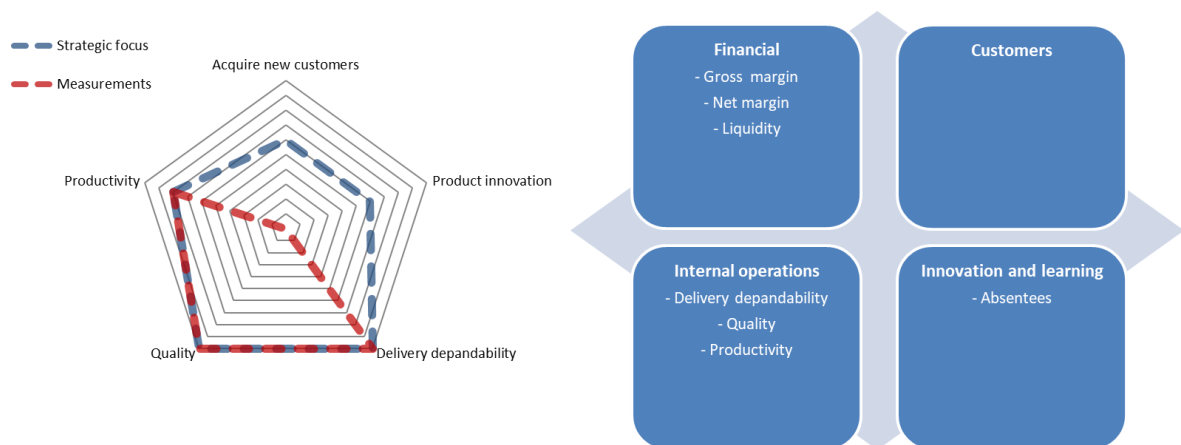 Strategic focus
Measurements
Acquire new customers
Productivity
Product innovation
Quality
Delivery depandability
Financial
- Gross margin
- Net margin
- Liquidity
Customers
Internal operations
- Delivery depandability
- Quality
- Productivity
Innovation and learning
- Absentees